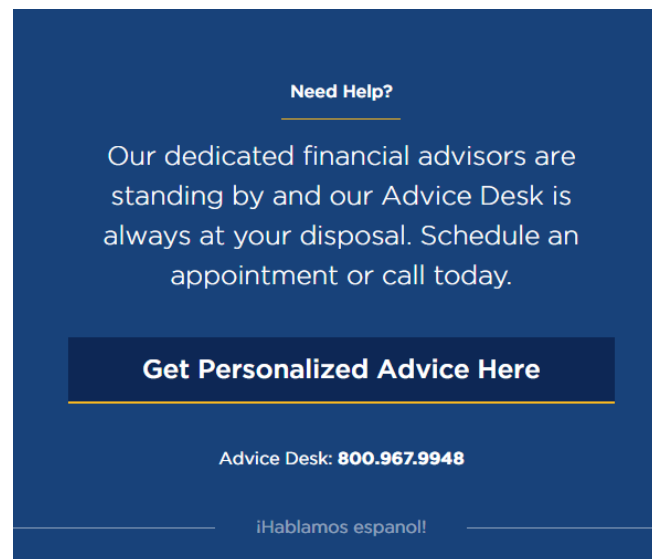 Need Help?
Our dedicated financial advisors are
standing by and our Advice Desk is
always at your disposal. Schedule an
appointment or call today.
Get Personalized Advice Here
Advice Desk: 800.967.9948
¡Hablamos espanol!